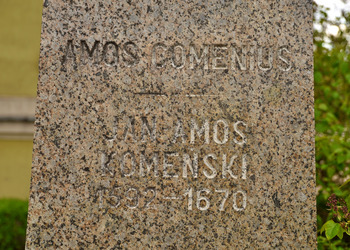 AMOS COMENIUS
JAN AMOS
KOMENSKI
1592-1670